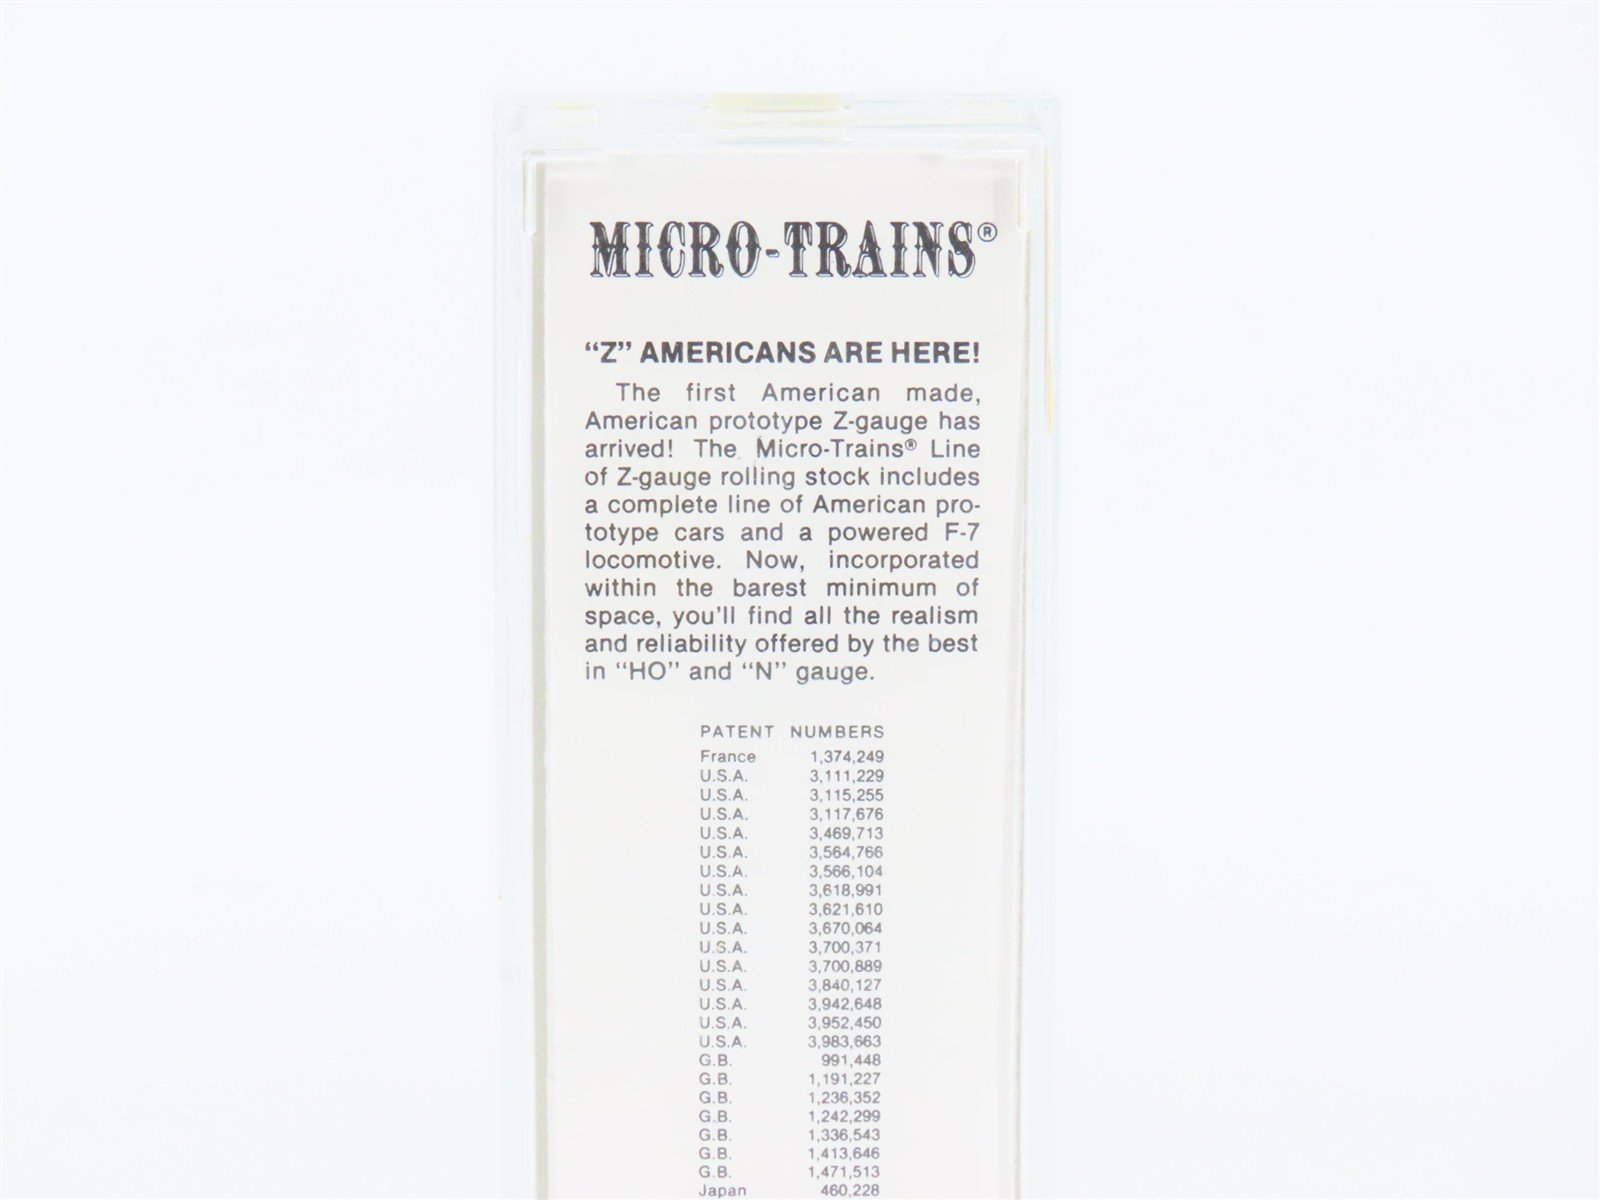 MICRO-TRAINS®
“Z” AMERICANS ARE HERE!
The first American made,
American prototype Z-gauge has
arrived! The Micro-Trains® Line
of Z-gauge rolling stock includes
a complete line of American pro-
totype cars and a powered F-7
locomotive. Now, incorporated
within the barest minimum of
space, you'll find all the realism
and reliability offered by the best
in “HO” and “N” gauge.
PATENT NUMBERS
France 1,374,249
U.S.A. 3,111,229
U.S.A. 3,115,255
U.S.A. 3,117,676
U.S.A. 3,469,713
U.S.A. 3,564,766
U.S.A. 3,566,104
U S.A. 3,618,991
U.S.A. 3,621,610
U.S.A. 3,670,064
U.S.A. 3,700,371
U.S.A. 3,700,889
U.S.A. 3,840,127
U.S.A. 3,942,648
U.S.A. 3,952,450
U.S.A. 3,983,663
G.B. 991,448
G.B. 1,191,227
G.B. 1,236,352
G.B. 1,242,299
G.B. 1,336,543
G.B. 1,413,646
G.B. 1,471,513
Japan 460,228